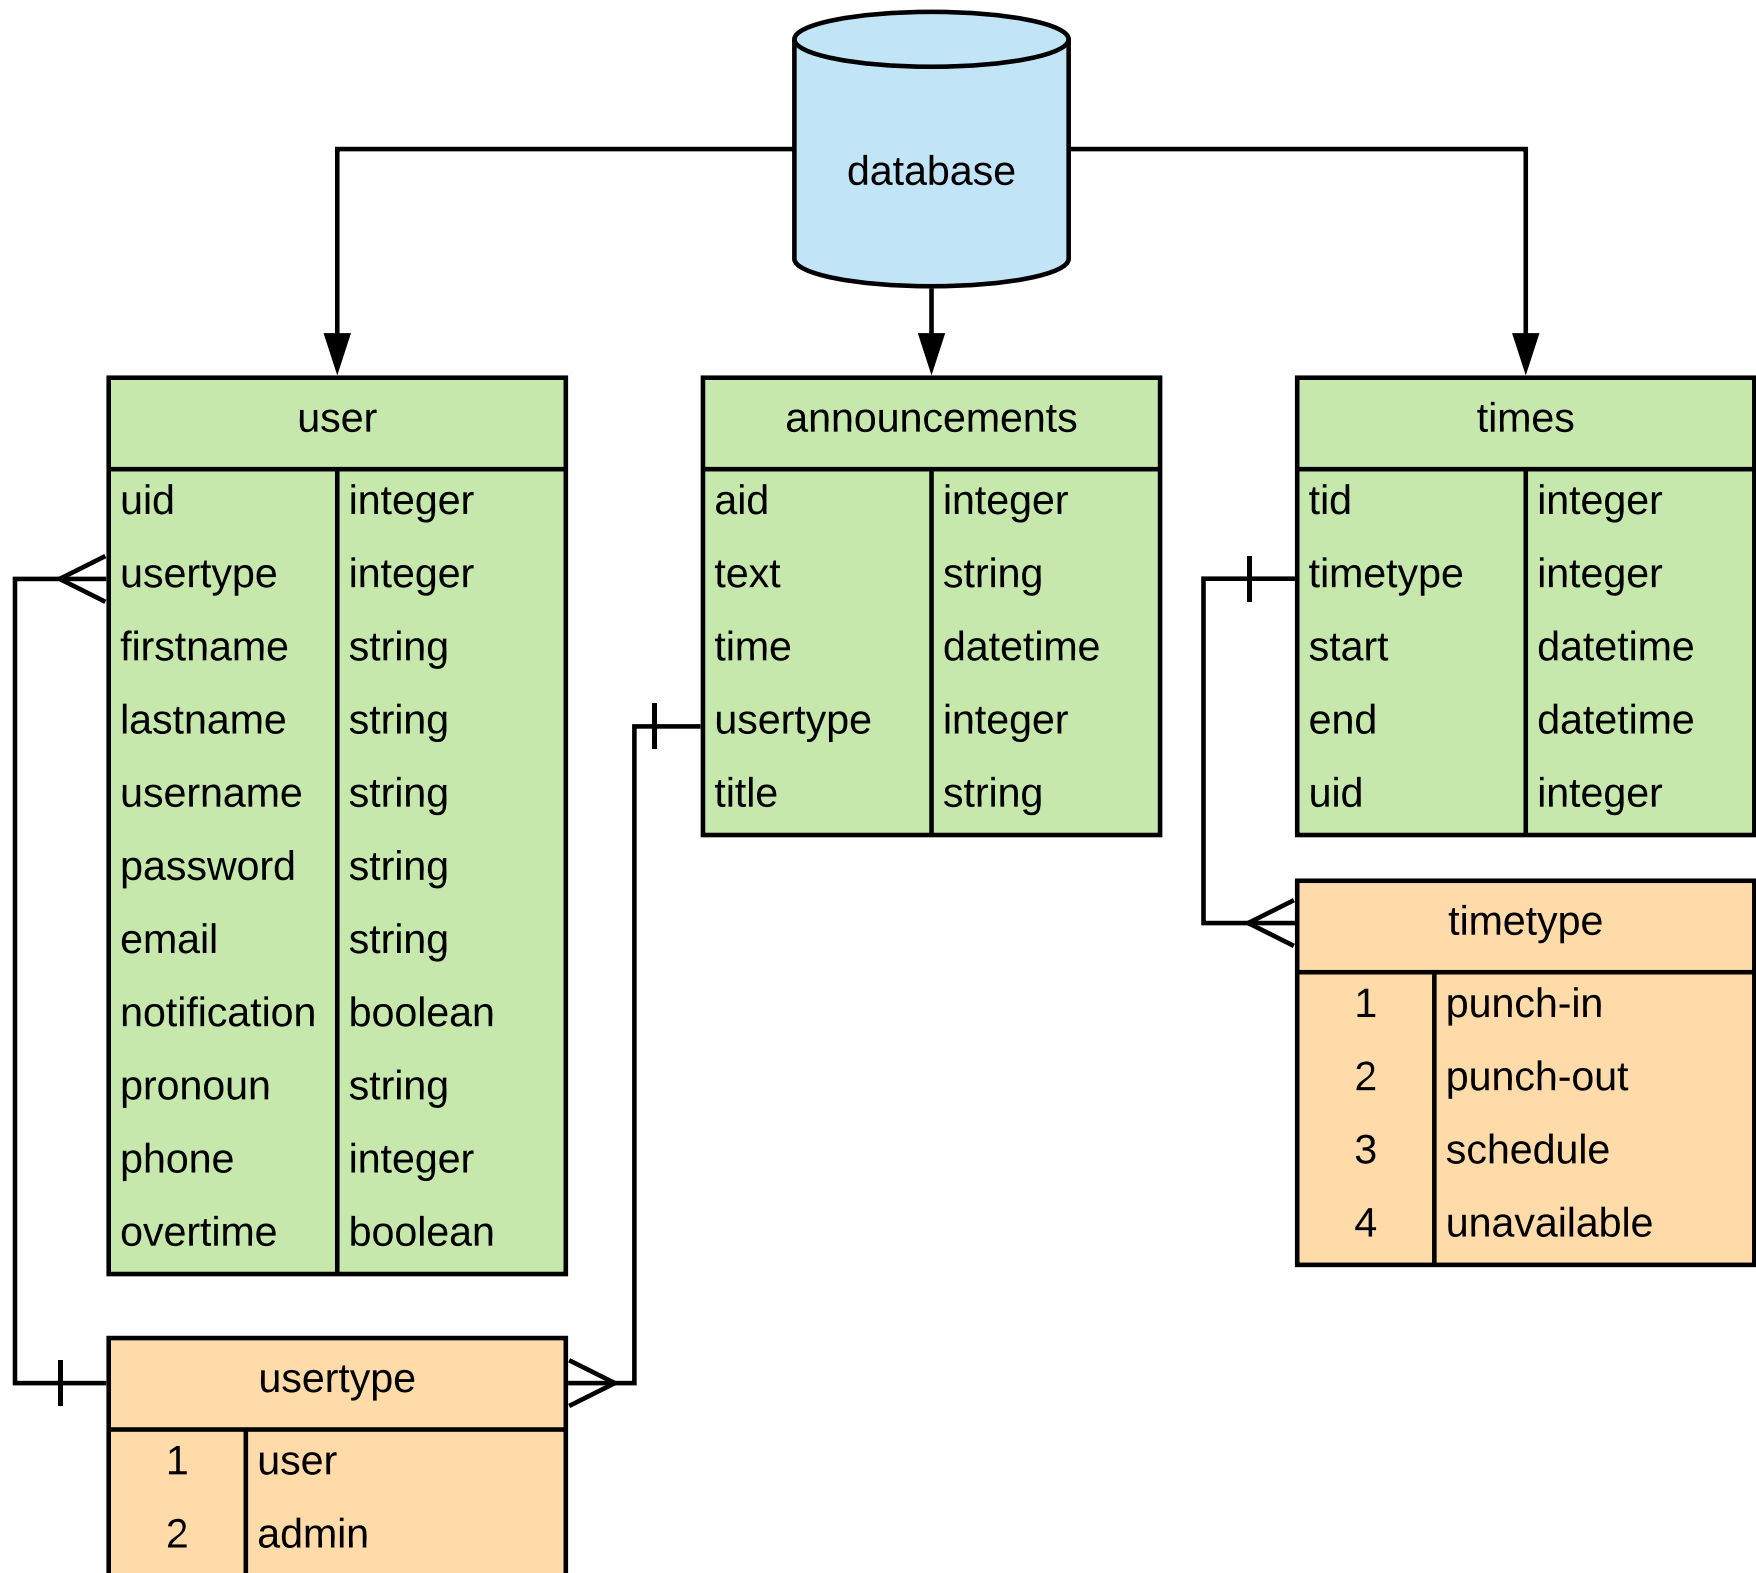 database
user
uid integer
usertype integer
firstname string
lastname string
username string
password string
email string
notification boolean
pronoun string
phone integer
overtime boolean
announcements
aid integer
text string
time datetime
usertype integer
title string
times
tid integer
timetype integer
start datetime
end datetime
uid integer
timetype
1 punch-in
2 punch-out
3 schedule
4 unavailable
usertype
1 user
2 admin